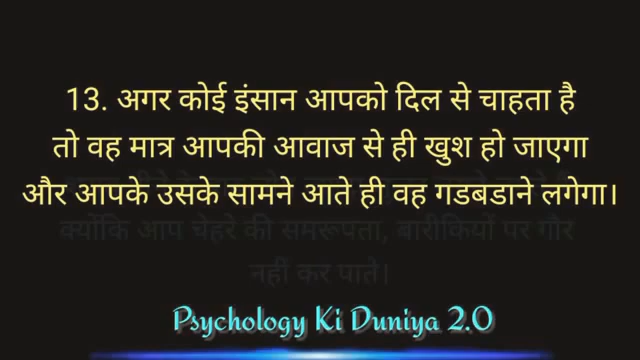 13. अगर कोई इंसान आपको दिल से चाहता है
तो वह मात्र आपकी आवाज से ही खुश हो जाएगा
और आपके उसके सामने आते ही वह गडबडाने लगेगा।
क्योंकि आप चेहरे की समरूपता, बारीकियों पर गौर
नहीं कर पाते।
Psychology Ki Duniya 2.0